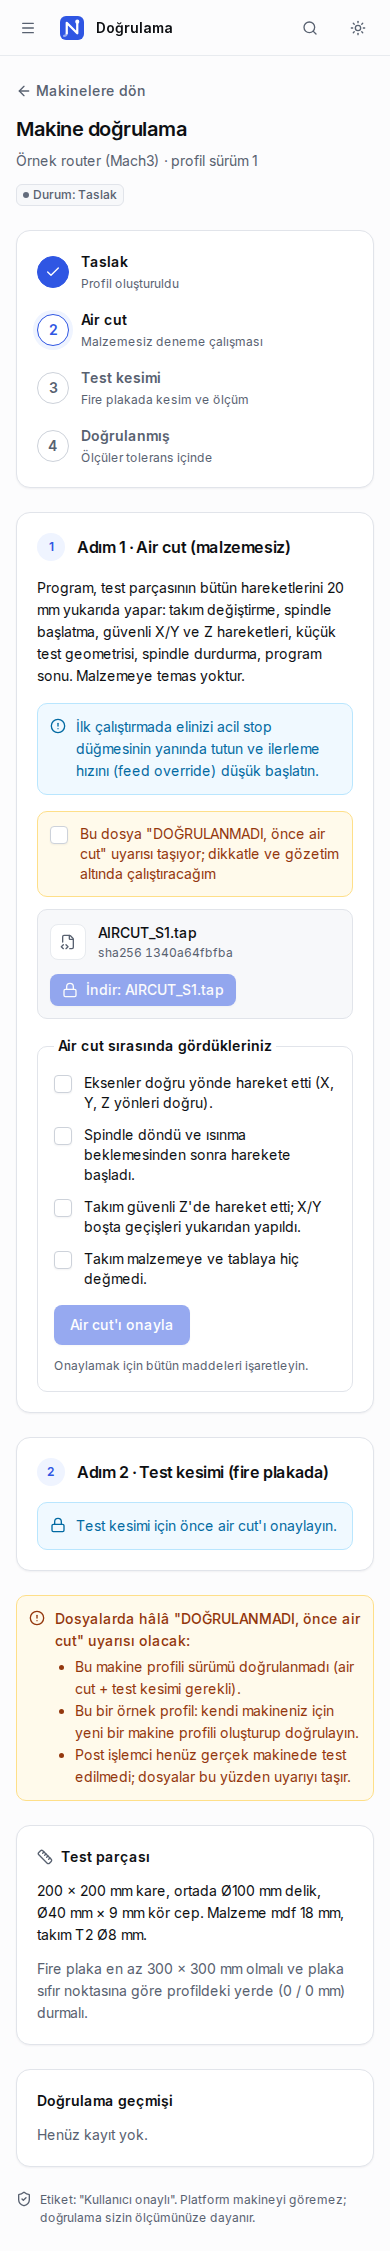 Doğrulama
Makinelere dön
Makine doğrulama
Örnek router (Mach3) · profil sürüm 1
Durum: Taslak
Taslak
Profil oluşturuldu
2
Air cut
Malzemesiz deneme çalışması
3
Test kesimi
Fire plakada kesim ve ölçüm
4
Doğrulanmış
Ölçüler tolerans içinde
1
Adım 1 · Air cut (malzemesiz)
Program, test parçasının bütün hareketlerini 20
mm yukarıda yapar: takım değiştirme, spindle
başlatma, güvenli X/Y ve Z hareketleri, küçük
test geometrisi, spindle durdurma, program
sonu. Malzemeye temas yoktur.
İlk çalıştırmada elinizi acil stop
düğmesinin yanında tutun ve ilerleme
hızını (feed override) düşük başlatın.
Bu dosya "DOĞRULANMADI, önce air
cut" uyarısı taşıyor; dikkatle ve gözetim
altında çalıştıracağım
AIRCUT_S1.tap
sha256 1340a64fbfba
İndir: AIRCUT_S1.tap
Air cut sırasında gördükleriniz
Eksenler doğru yönde hareket etti (X,
Y, Z yönleri doğru).
Spindle döndü ve ısınma
beklemesinden sonra harekete
başladı.
Takım güvenli Z'de hareket etti; X/Y
boşta geçişleri yukarıdan yapıldı.
Takım malzemeye ve tablaya hiç
değmedi.
Air cut'ı onayla
Onaylamak için bütün maddeleri işaretleyin.
2
Adım 2 · Test kesimi (fire plakada)
Test kesimi için önce air cut'ı onaylayın.
Dosyalarda hâlâ "DOĞRULANMADI, önce air
cut" uyarısı olacak:
• Bu makine profili sürümü doğrulanmadı (air
cut + test kesimi gerekli).
• Bu bir örnek profil: kendi makineniz için
yeni bir makine profili oluşturup doğrulayın.
• Post işlemci henüz gerçek makinede test
edilmedi; dosyalar bu yüzden uyarıyı taşır.
Test parçası
200 × 200 mm kare, ortada Ø100 mm delik,
Ø40 mm × 9 mm kör cep. Malzeme mdf 18 mm,
takım T2 Ø8 mm.
Fire plaka en az 300 × 300 mm olmalı ve plaka
sıfır noktasına göre profildeki yerde (0 / 0 mm)
durmalı.
Doğrulama geçmişi
Henüz kayıt yok.
Etiket: "Kullanıcı onaylı". Platform makineyi göremez;
doğrulama sizin ölçümünüze dayanır.